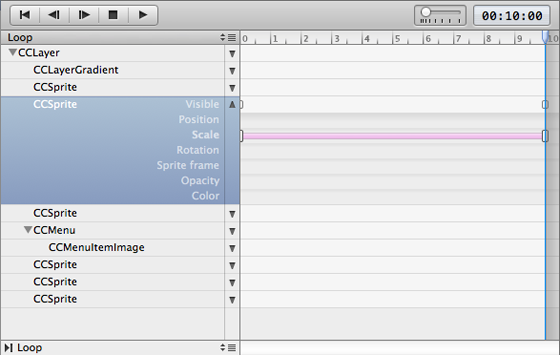 00:10:00
Loop
0 1 2 3 4 5 6 7 8 9 10
CCLayer
CCLayerGradient
CCSprite
CCSprite Visible
Position
Scale
Rotation
Sprite frame
Opacity
Color
CCSprite
CCMenu
CCMenuItemImage
CCSprite
CCSprite
CCSprite
Loop